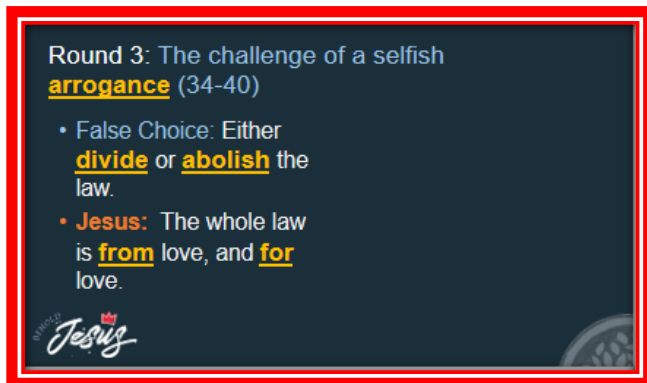 Round 3: The challenge of a selfish
arrogance (34-40)
• False Choice: Either
divide or abolish the
law.
• Jesus: The whole law
is from love, and for
love.
BEHOLD
Jesus